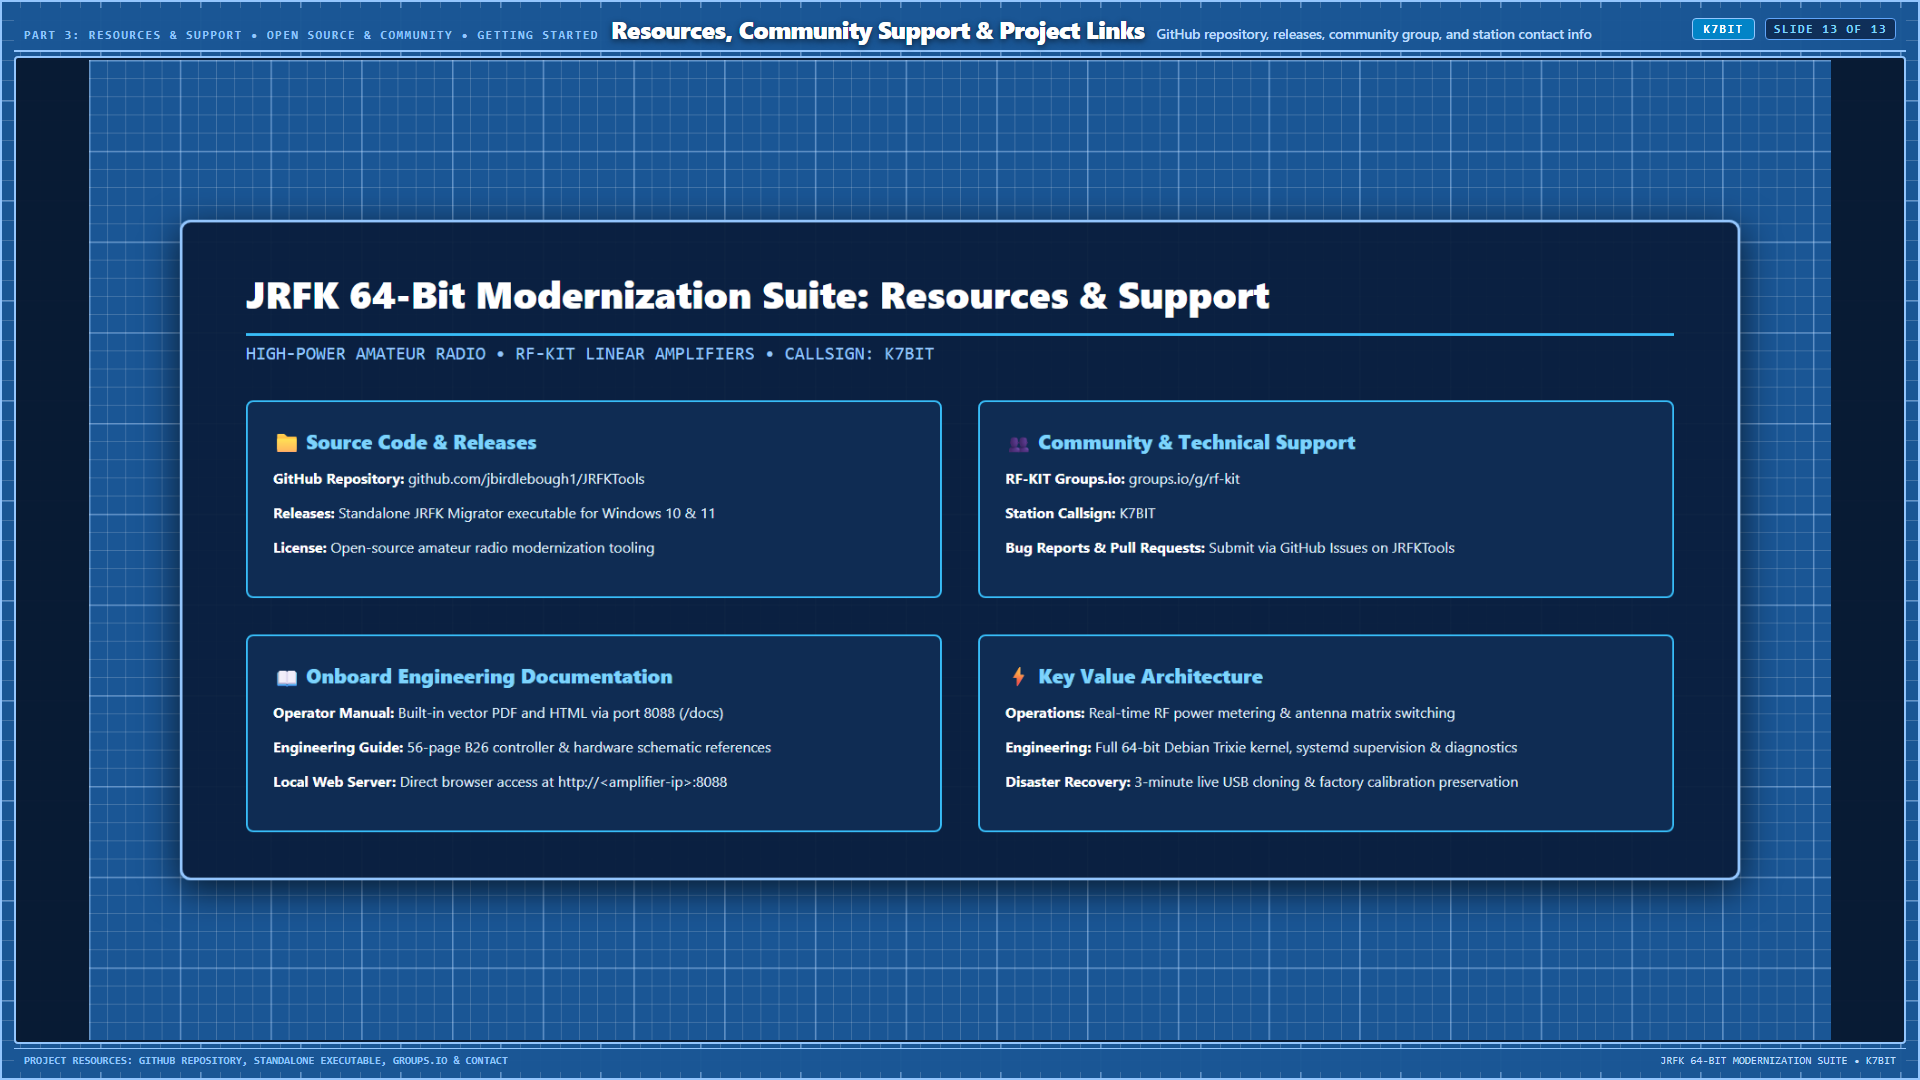 PART 3: RESOURCES & SUPPORT • OPEN SOURCE & COMMUNITY • GETTING STARTED
Resources, Community Support & Project Links
GitHub repository, releases, community group, and station contact info
K7BIT
SLIDE 13 OF 13
JRFK 64-Bit Modernization Suite: Resources & Support
HIGH-POWER AMATEUR RADIO • RF-KIT LINEAR AMPLIFIERS • CALLSIGN: K7BIT
Source Code & Releases
GitHub Repository: github.com/jbirdlebough1/JRFKTools
Releases: Standalone JRFK Migrator executable for Windows 10 & 11
License: Open-source amateur radio modernization tooling
Community & Technical Support
RF-KIT Groups.io: groups.io/g/rf-kit
Station Callsign: K7BIT
Bug Reports & Pull Requests: Submit via GitHub Issues on JRFKTools
Onboard Engineering Documentation
Operator Manual: Built-in vector PDF and HTML via port 8088 (/docs)
Engineering Guide: 56-page B26 controller & hardware schematic references
Local Web Server: Direct browser access at http://<amplifier-ip>:8088
Key Value Architecture
Operations: Real-time RF power metering & antenna matrix switching
Engineering: Full 64-bit Debian Trixie kernel, systemd supervision & diagnostics
Disaster Recovery: 3-minute live USB cloning & factory calibration preservation
PROJECT RESOURCES: GITHUB REPOSITORY, STANDALONE EXECUTABLE, GROUPS.IO & CONTACT
JRFK 64-BIT MODERNIZATION SUITE • K7BIT